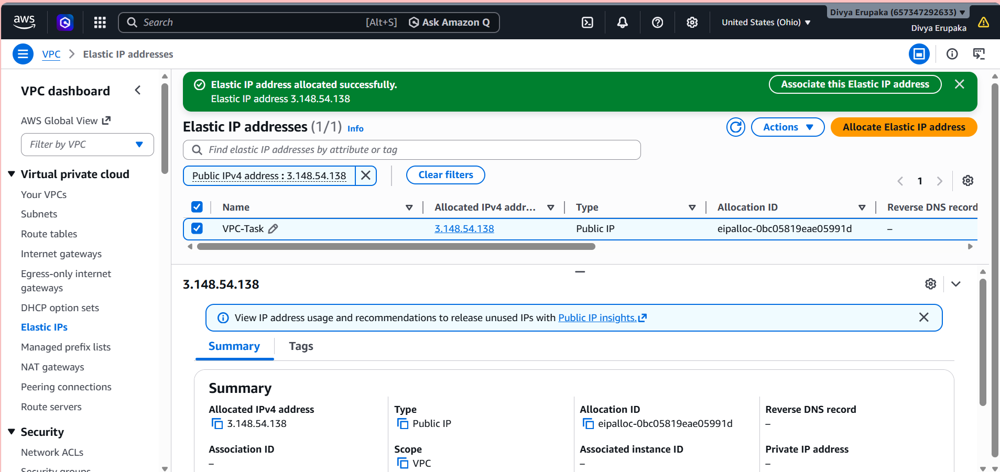 aws
Search
[Alt+S]
Ask Amazon Q
United States (Ohio)
Divya Erupaka (657347292633)
Divya Erupaka
VPC
Elastic IP addresses
VPC dashboard
AWS Global View
Filter by VPC
Virtual private cloud
Your VPCs
Subnets
Route tables
Internet gateways
Egress-only internet
gateways
DHCP option sets
Elastic IPs
Managed prefix lists
NAT gateways
Peering connections
Route servers
Security
Network ACLs
Security groups
Elastic IP address allocated successfully.
Elastic IP address 3.148.54.138
Associate this Elastic IP address
Elastic IP addresses (1/1) Info
Actions
Allocate Elastic IP address
Find elastic IP addresses by attribute or tag
Public IPv4 address : 3.148.54.138
Clear filters
1
Name
Allocated IPv4 addr...
Type
Allocation ID
Reverse DNS record
VPC-Task
3.148.54.138
Public IP
eipalloc-0bc05819eae05991d
–
3.148.54.138
View IP address usage and recommendations to release unused IPs with Public IP insights.
Summary
Tags
Summary
Allocated IPv4 address
3.148.54.138
Type
Public IP
Allocation ID
eipalloc-0bc05819eae05991d
Reverse DNS record
–
Association ID
–
Scope
VPC
Associated instance ID
–
Private IP address
–